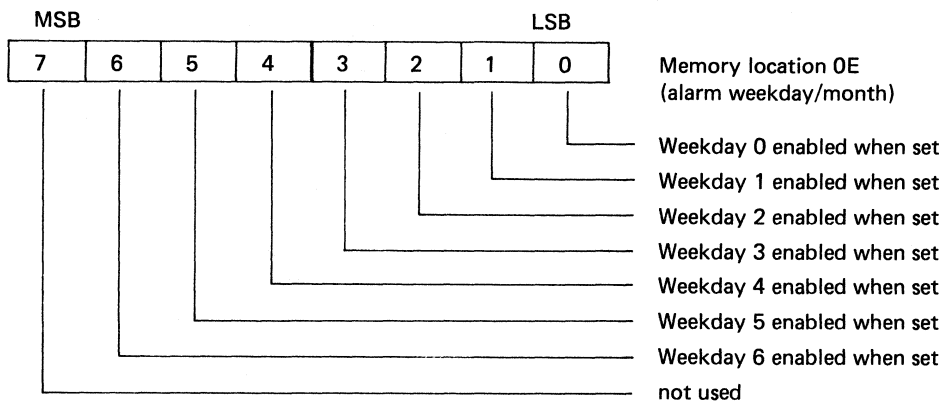 MSB LSB
7 6 5 4 3 2 1 0
Memory location 0E
(alarm weekday/month)
Weekday 0 enabled when set
Weekday 1 enabled when set
Weekday 2 enabled when set
Weekday 3 enabled when set
Weekday 4 enabled when set
Weekday 5 enabled when set
Weekday 6 enabled when set
not used